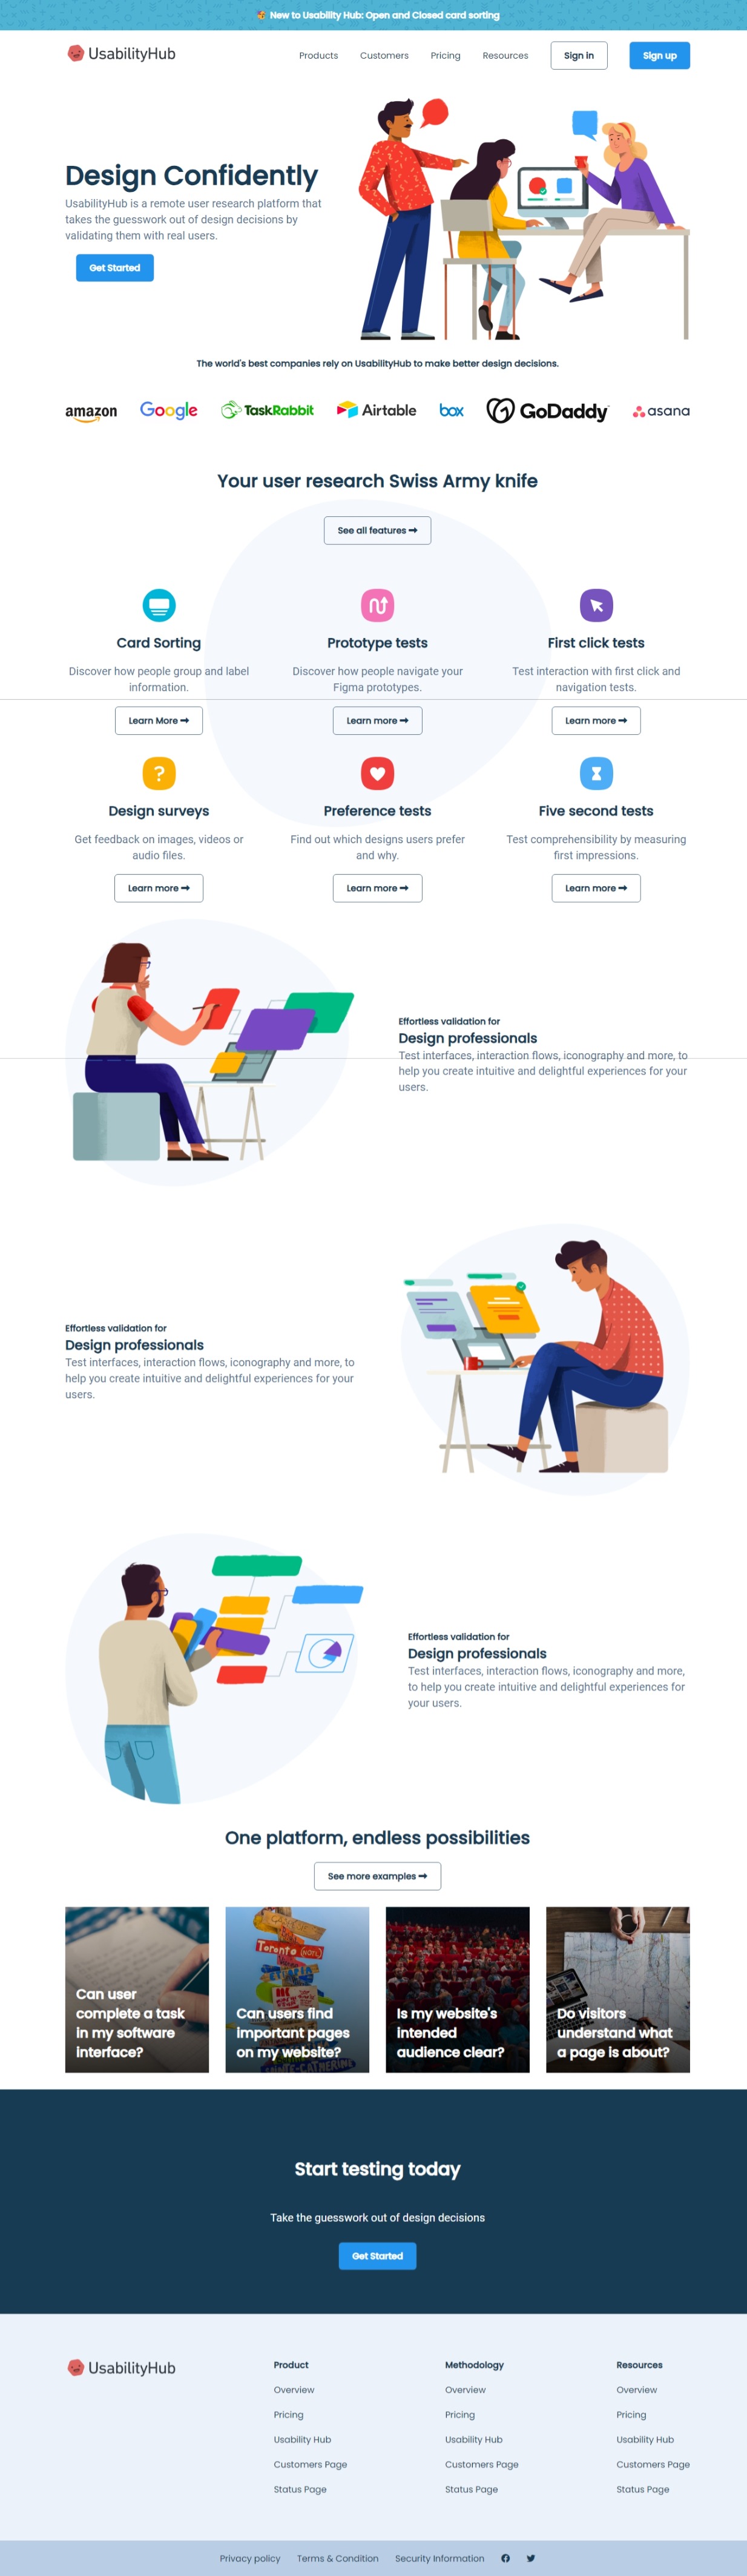 New to Usability Hub: Open and Closed card sorting
UsabilityHub
Products
Customers
Pricing
Resources
Sign in
Sign up
Design Confidently
UsabilityHub is a remote user research platform that
takes the guesswork out of design decisions by
validating them with real users.
Get Started
The world's best companies rely on UsabilityHub to make better design decisions.
amazon
Google
TaskRabbit
Airtable
box
GoDaddy
asana
Your user research Swiss Army knife
See all features →
Card Sorting
Discover how people group and label
information.
Learn More →
Prototype tests
Discover how people navigate your
Figma prototypes.
Learn more →
First click tests
Test interaction with first click and
navigation tests.
Learn more →
?
Design surveys
Get feedback on images, videos or
audio files.
Learn more →
Preference tests
Find out which designs users prefer
and why.
Learn more →
Five second tests
Test comprehensibility by measuring
first impressions.
Learn more →
Effortless validation for
Design professionals
Test interfaces, interaction flows, iconography and more, to
help you create intuitive and delightful experiences for your
users.
Effortless validation for
Design professionals
Test interfaces, interaction flows, iconography and more, to
help you create intuitive and delightful experiences for your
users.
Effortless validation for
Design professionals
Test interfaces, interaction flows, iconography and more,
to help you create intuitive and delightful experiences for
your users.
One platform, endless possibilities
See more examples →
Can user
complete a task
in my software
interface?
Toronto
Can users find
important pages
on my website?
Is my website's
intended
audience clear?
Do visitors
understand what
a page is about?
Start testing today
Take the guesswork out of design decisions
Get Started
UsabilityHub
Product
Overview
Pricing
Usability Hub
Customers Page
Status Page
Methodology
Overview
Pricing
Usability Hub
Customers Page
Status Page
Resources
Overview
Pricing
Usability Hub
Customers Page
Status Page
Privacy policy
Terms & Condition
Security Information